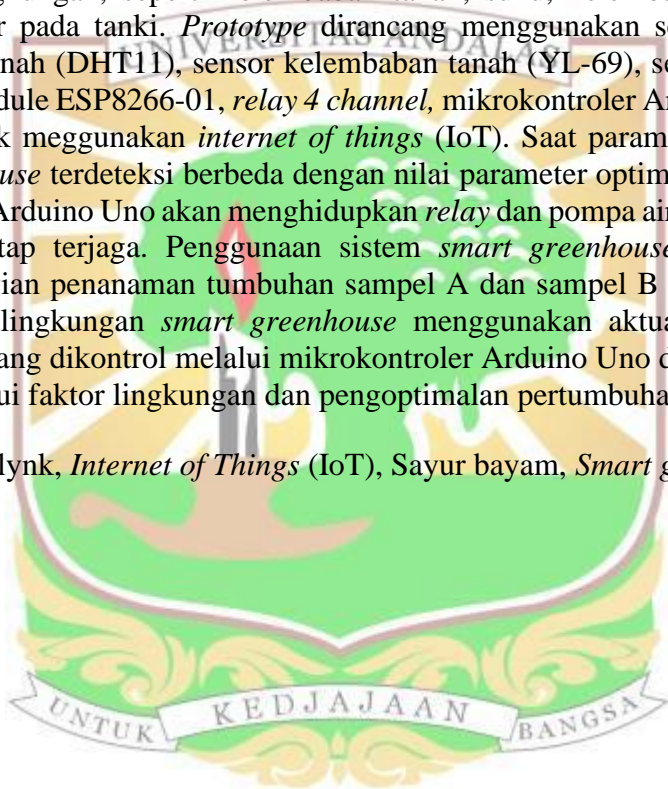 r pada tanki. Prototype dirancang menggunakan se
UNIVERSITAS ANDALAS
nah (DHT11), sensor kelembaban tanah (YL-69), se
dule ESP8266-01, relay 4 channel, mikrokontroler Ar
k meggunakan internet of things (IoT). Saat param
use terdeteksi berbeda dengan nilai parameter optim
Arduino Uno akan menghidupkan relay dan pompa air
tap terjaga. Penggunaan sistem smart greenhouse
ian penanaman tumbuhan sampel A dan sampel B
lingkungan smart greenhouse menggunakan aktua
ang dikontrol melalui mikrokontroler Arduino Uno d
ui faktor lingkungan dan pengoptimalan pertumbuha
lynk, Internet of Things (IoT), Sayur bayam, Smart g
UNTUK KEDJAJAAN BANGSA